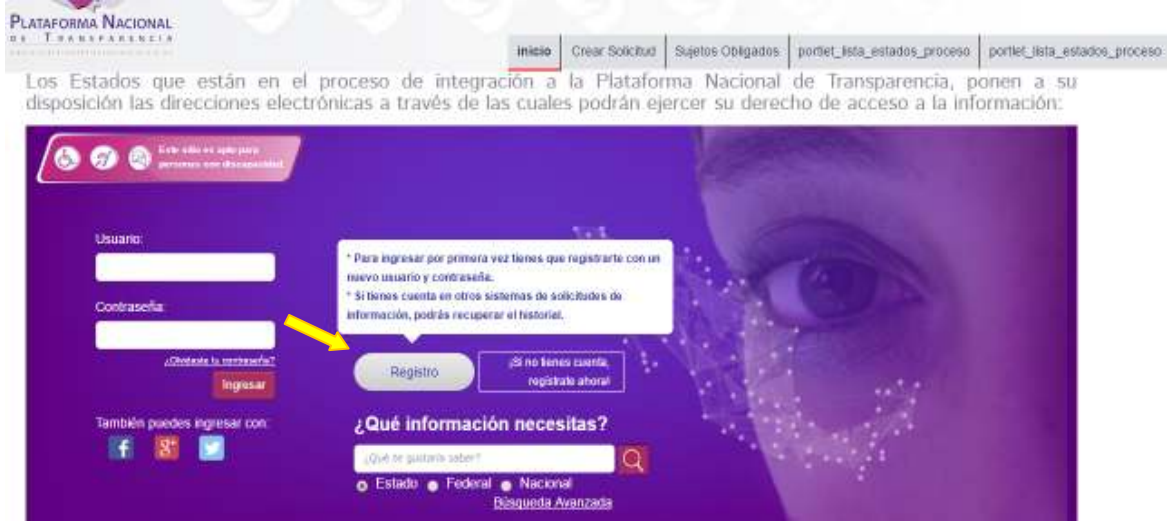 PLATAFORMA NACIONAL
DE TRANSPARENCIA
inicio Crear Solicitud Sujetos Obligados portlet_lista_estados_proceso portlet_lista_estados_proceso
Los Estados que están en el proceso de integración a la Plataforma Nacional de Transparencia, ponen a su
disposición las direcciones electrónicas a través de las cuales podrán ejercer su derecho de acceso a la información:
Este sitio es apto para
personas con discapacidad
Usuario:
* Para ingresar por primera vez tienes que registrarte con un
nuevo usuario y contraseña.
* Si tienes cuenta en otros sistemas de solicitudes de
información, podrás recuperar el historial.
Contraseña:
¿Olvidaste tu contraseña?
Ingresar
Registro
¡Si no tienes cuenta,
regístrate ahora!
También puedes ingresar con:
¿Qué información necesitas?
¿Qué te gustaría saber?
Estado Federal Nacional
Búsqueda Avanzada